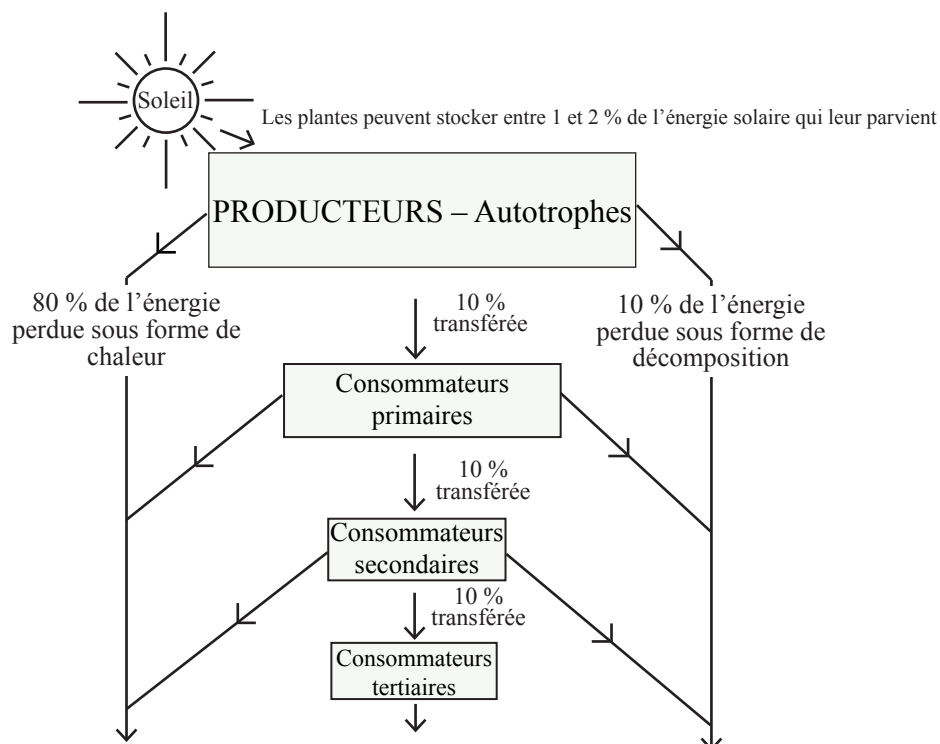 Soleil
Les plantes peuvent stocker entre 1 et 2 % de l'énergie solaire qui leur parvient
PRODUCTEURS – Autotrophes
80 % de l'énergie
perdue sous forme de
chaleur
10 %
transférée
10 % de l'énergie
perdue sous forme de
décomposition
Consommateurs
primaires
10 %
transférée
Consommateurs
secondaires
10 %
transférée
Consommateurs
tertiaires